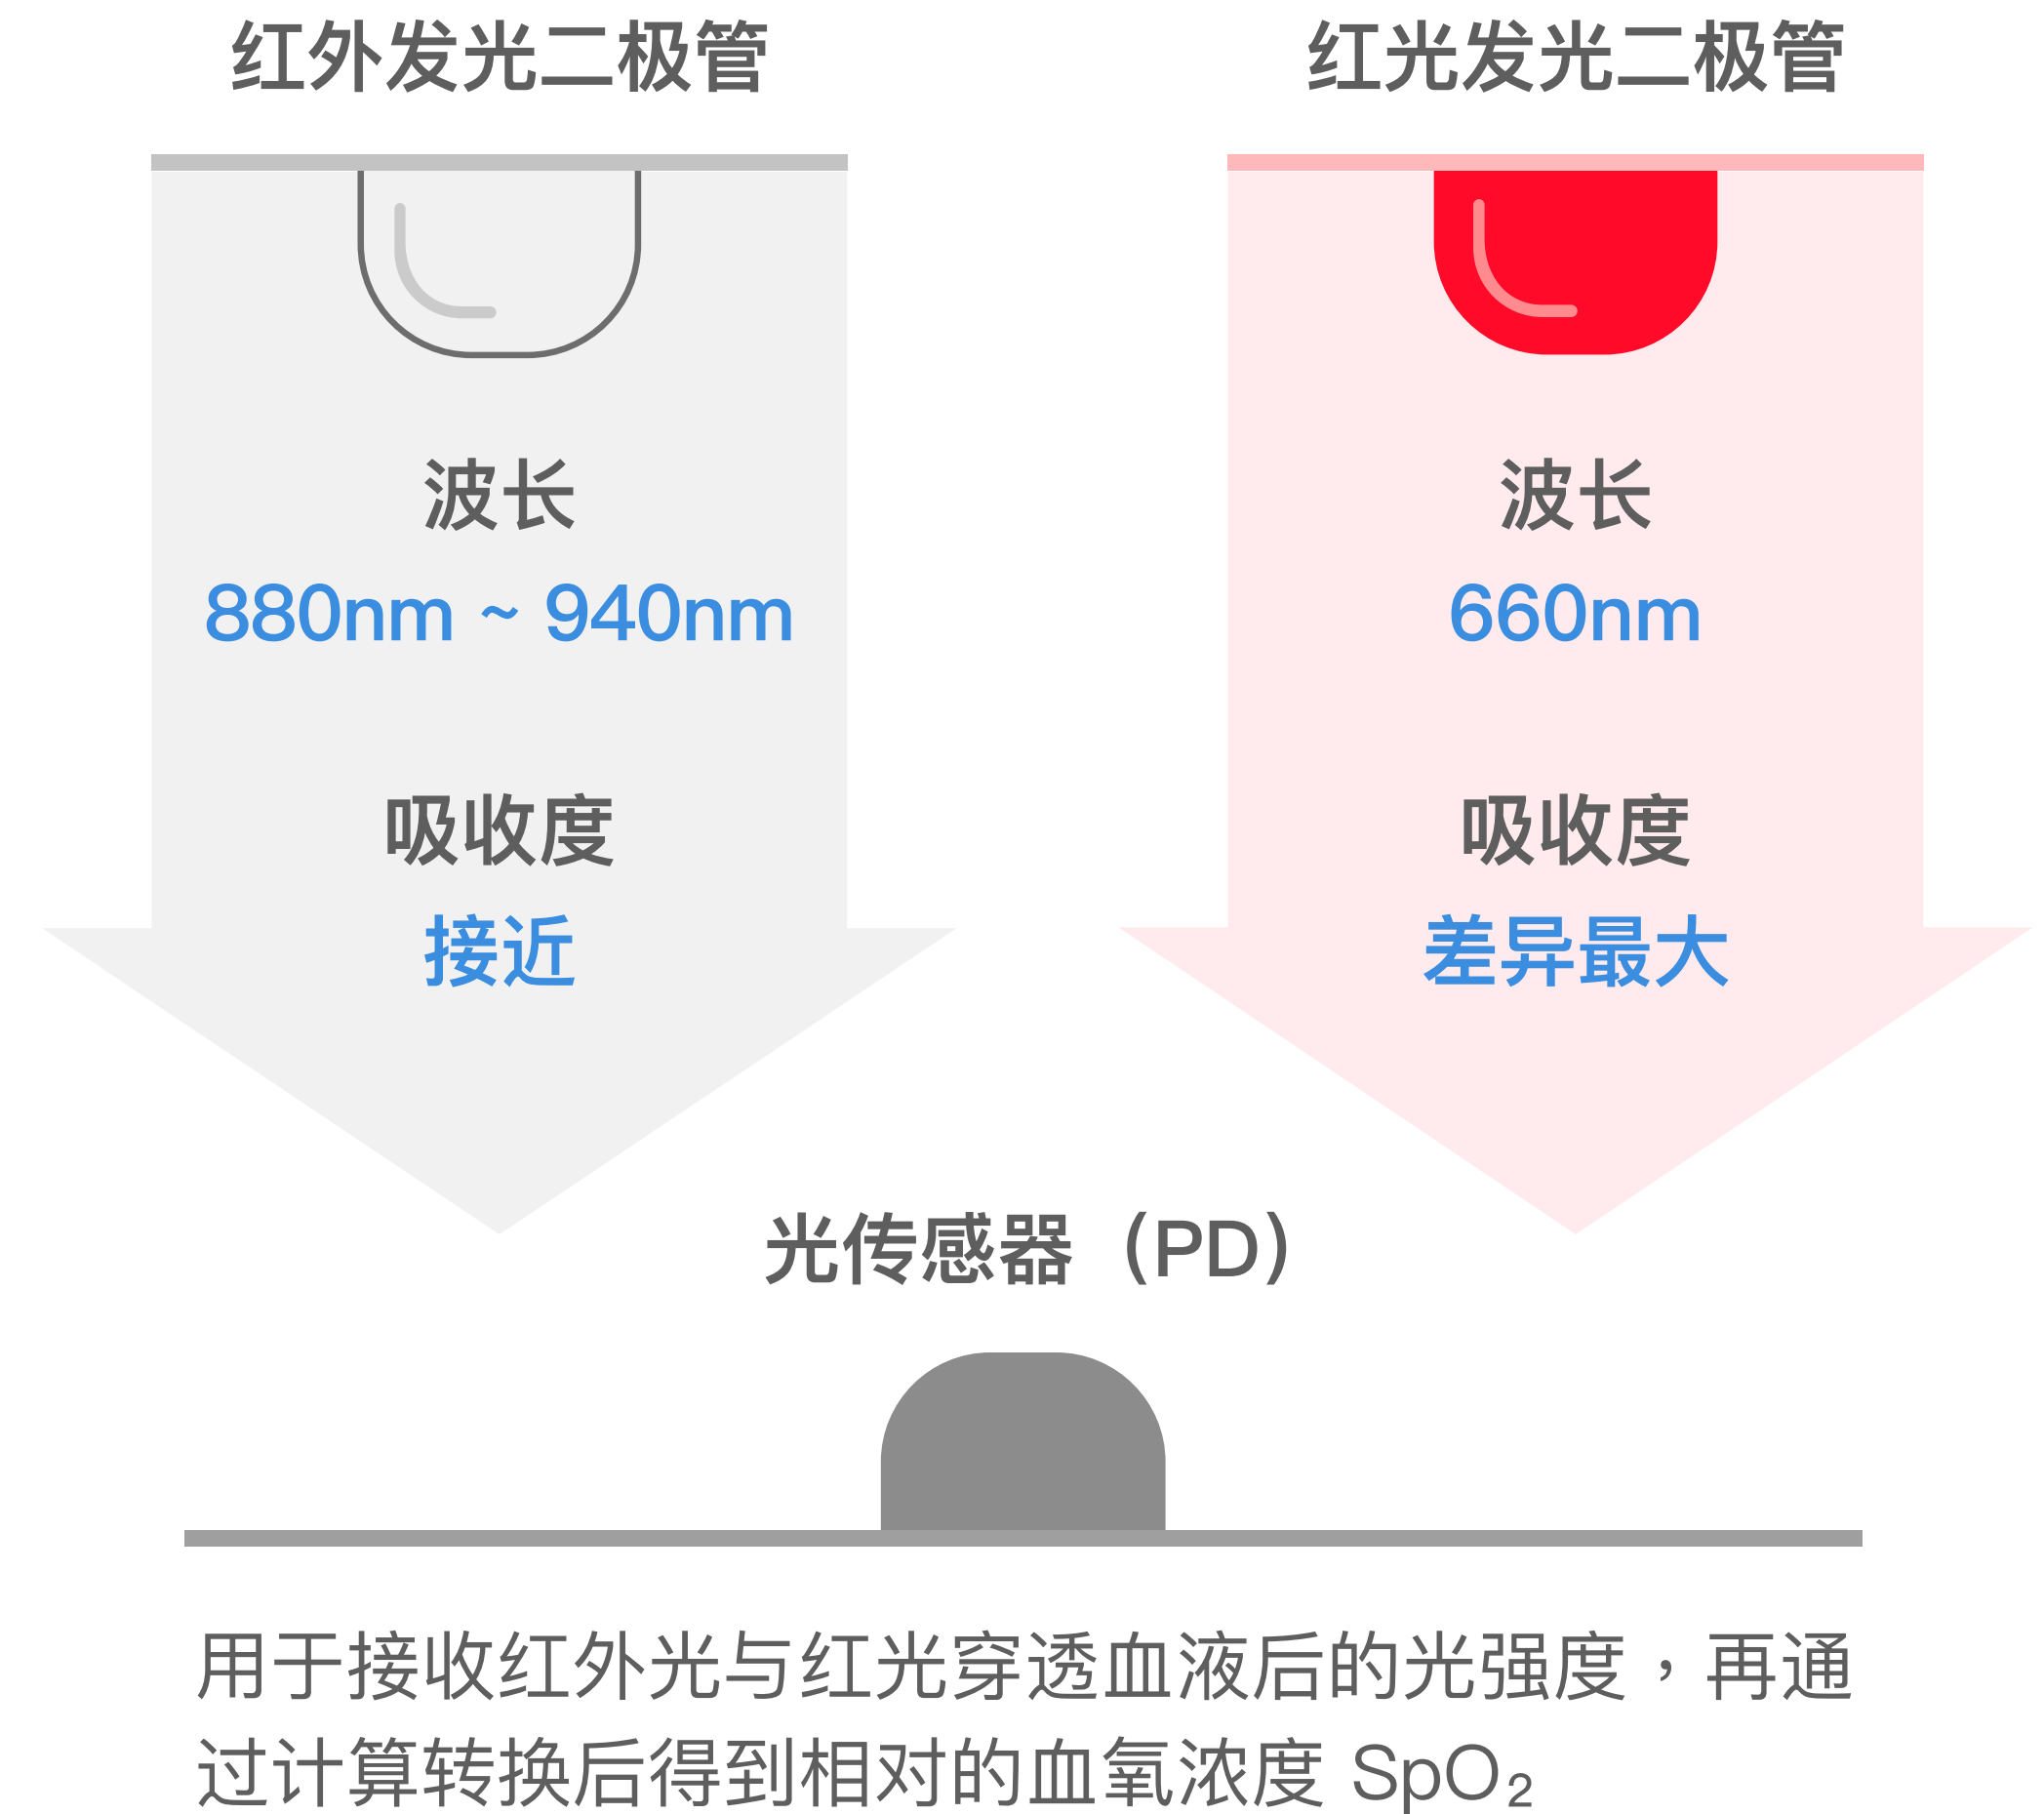 红外发光二极管
红光发光二极管
波长
880nm ~ 940nm
吸收度
接近
波长
660nm
吸收度
差异最大
光传感器（PD）
用于接收红外光与红光穿透血液后的光强度，再通
过计算转换后得到相对的血氧浓度 SpO₂